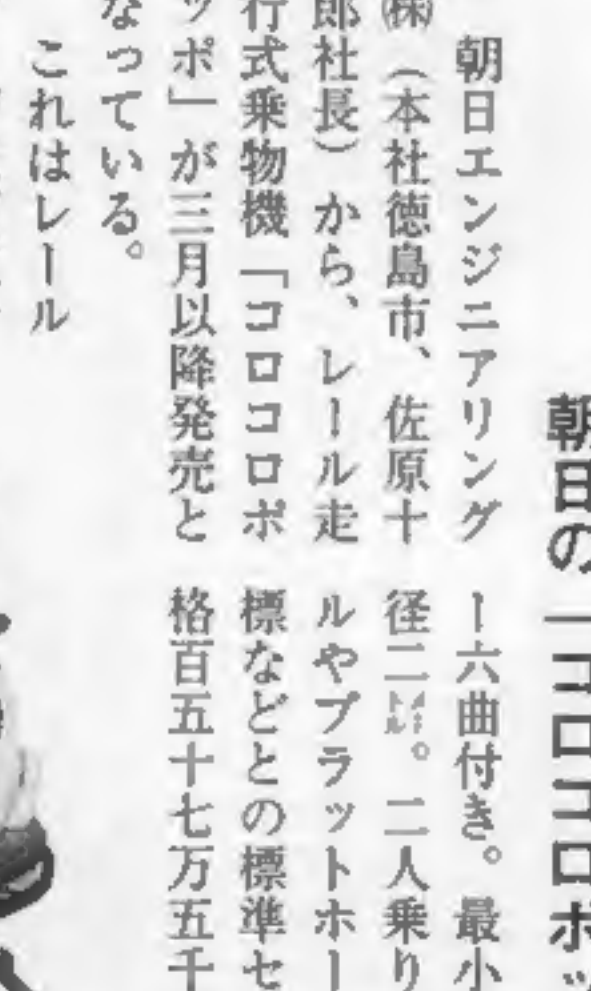 朝日の「コロコロポッ
朝日エンジニアリング
㈱（本社徳島市、佐原十
郎社長）から、レール走
行式乗物機「コロコロポ
ッポ」が三月以降発売と
なっている。
これはレール
ー六曲付き。最小
径二㍍。二人乗り
ルやプラットホー
標などとの標準セ
格百五十七万五千